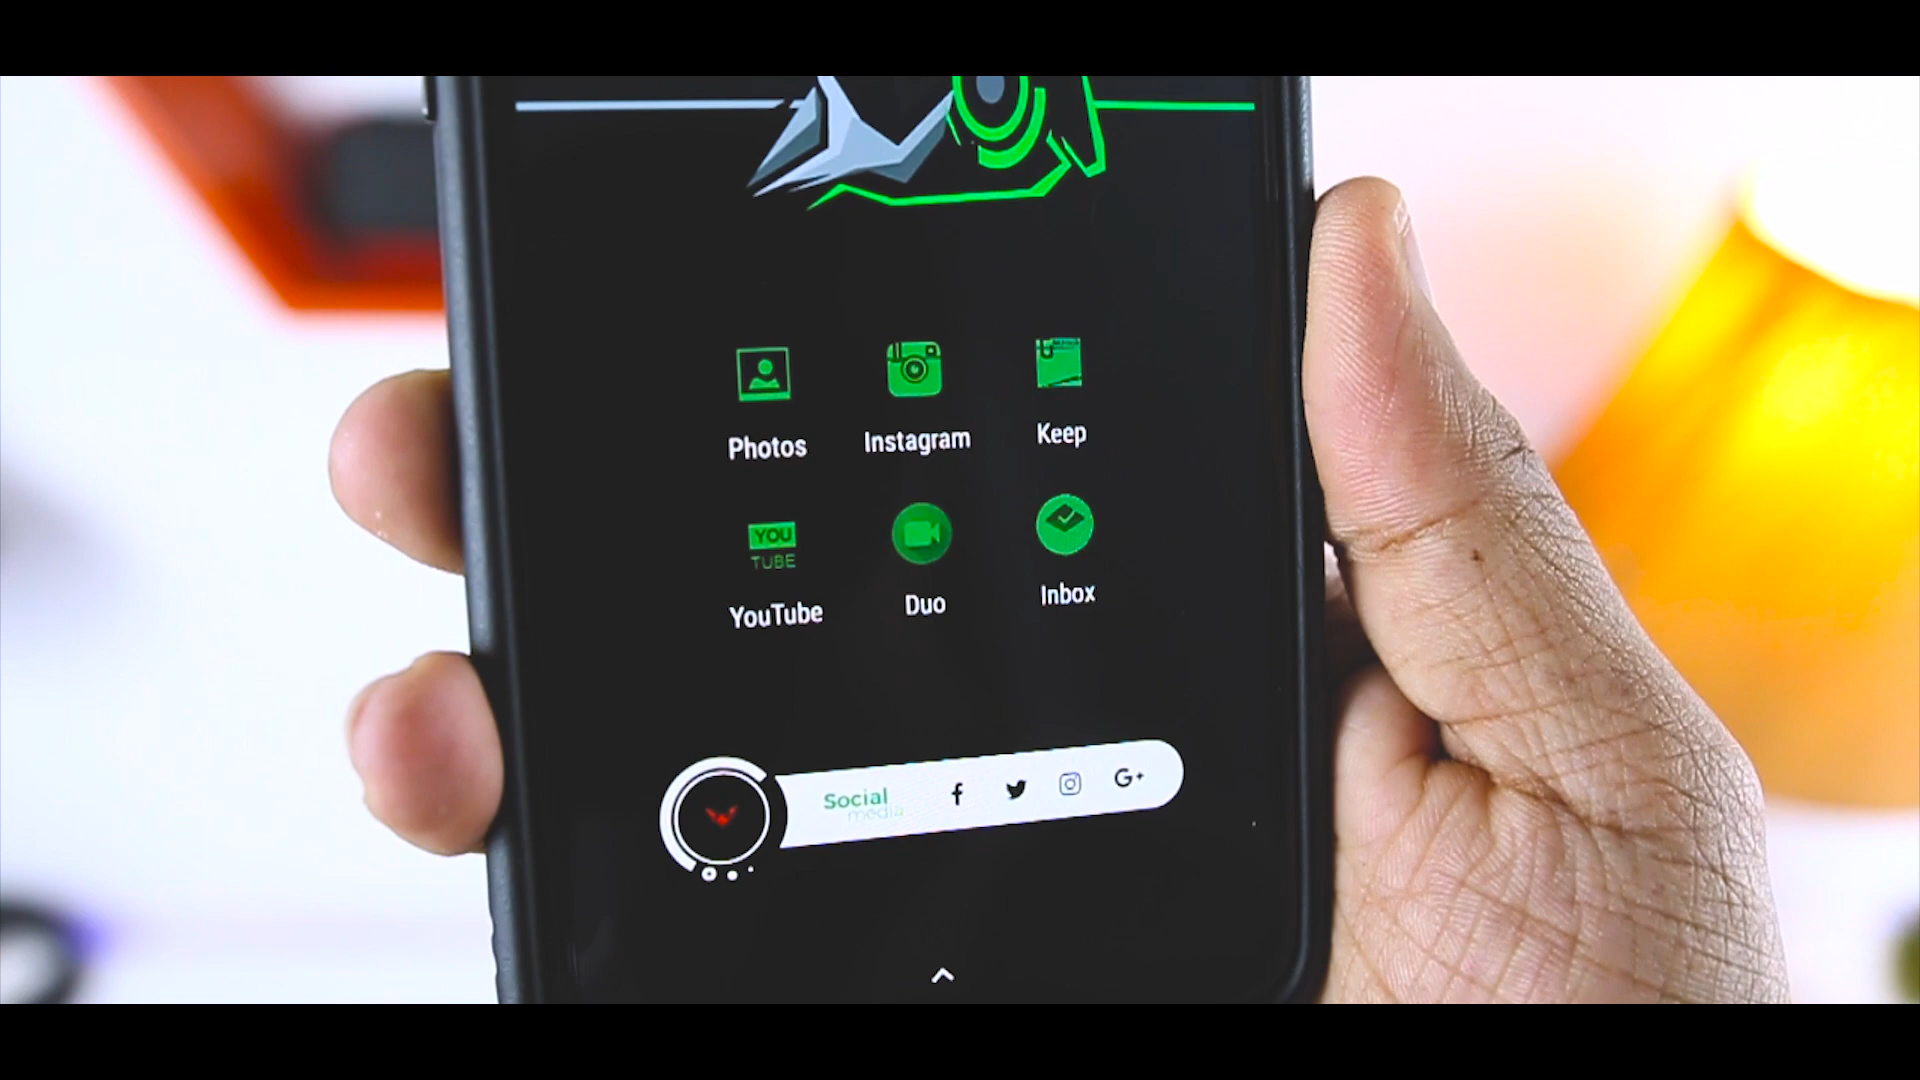 Photos Instagram Keep
YOU
TUBE
YouTube Duo Inbox
Social
media
G+